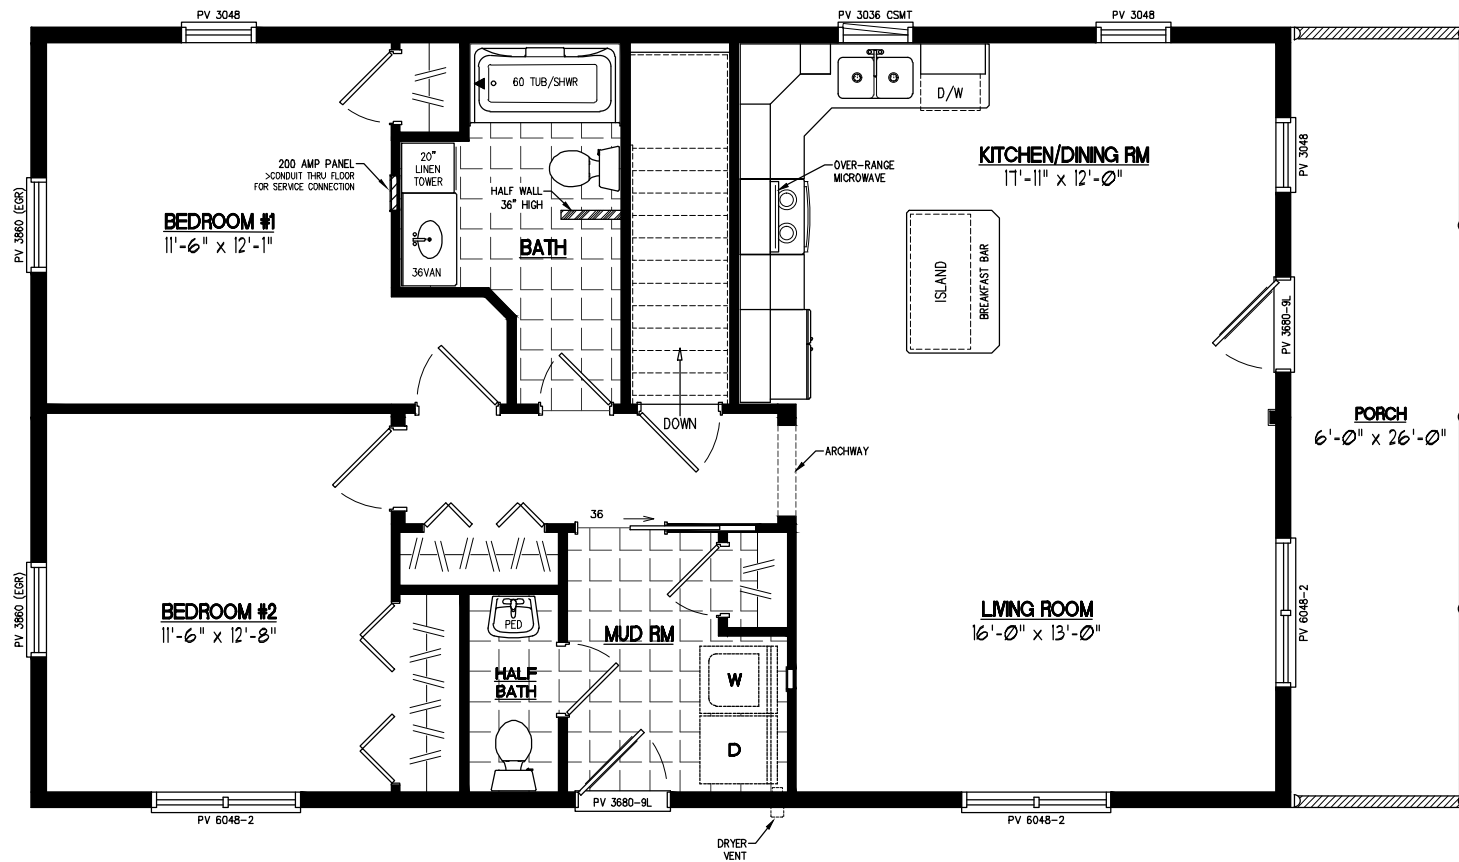 PV 3048
PV 3036 CSMT
PV 3048
60 TUB/SHWR
D/W
200 AMP PANEL
>CONDUIT THRU FLOOR
FOR SERVICE CONNECTION
20"
LINEN
TOWER
HALF WALL
36" HIGH
OVER-RANGE
MICROWAVE
KITCHEN/DINING RM
17'-11" x 12'-0"
PV 3048
PV 3860 (EGR)
BEDROOM #1
11'-6" x 12'-1"
36VAN
BATH
ISLAND
BREAKFAST BAR
PV 3680-9L
DOWN
ARCHWAY
PORCH
6'-0" x 26'-0"
36
PV 3860 (EGR)
BEDROOM #2
11'-6" x 12'-8"
PED
HALF
BATH
MUD RM
W
D
LIVING ROOM
16'-0" x 13'-0"
PV 6048-2
PV 6048-2
PV 3680-9L
PV 6048-2
DRYER
VENT